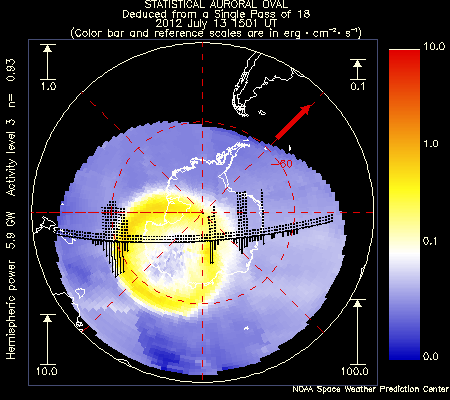 STATISTICAL AURORAL OVAL
Deduced from a Single Pass of 18
2012 July 13 1501 UT
(Color bar and reference scales are in erg·cm⁻²·s⁻¹)
Hemispheric power 5.9 GW Activity level 3 n= 0.93
1.0
0.1
10.0
100.0
-60
10.0
1.0
0.1
0.0
NOAA Space Weather Prediction Center